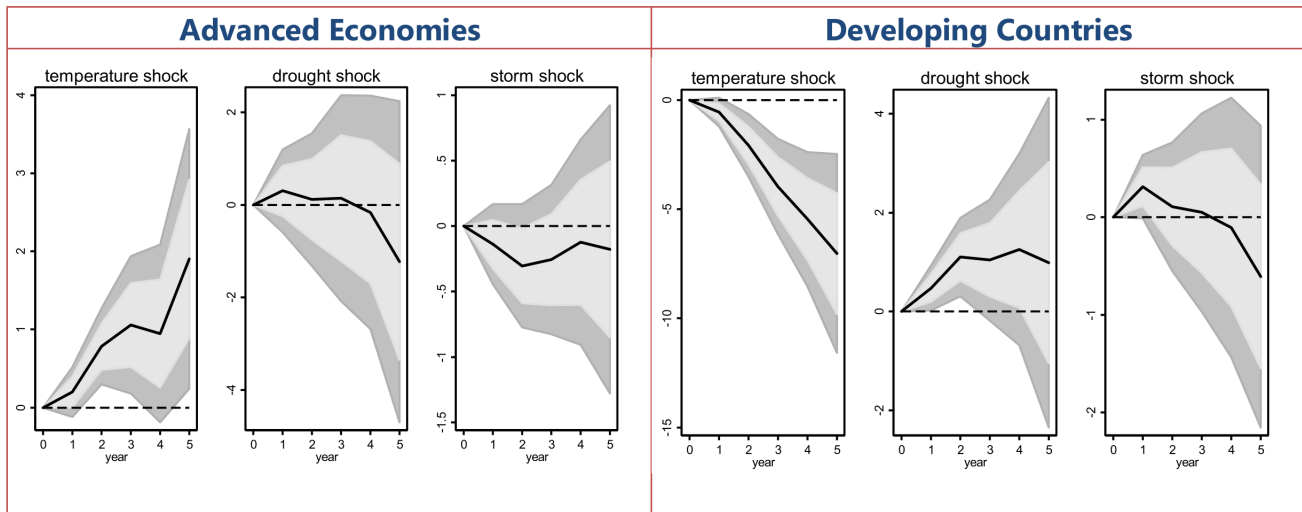 Advanced Economies
Developing Countries
temperature shock
4
3
2
1
0
0 1 2 3 4 5
year
drought shock
2
0
-2
-4
0 1 2 3 4 5
year
storm shock
1
.5
0
-.5
-1
-1.5
0 1 2 3 4 5
year
temperature shock
0
-5
-10
-15
0 1 2 3 4 5
year
drought shock
4
2
0
-2
0 1 2 3 4 5
year
storm shock
1
0
-1
-2
0 1 2 3 4 5
year